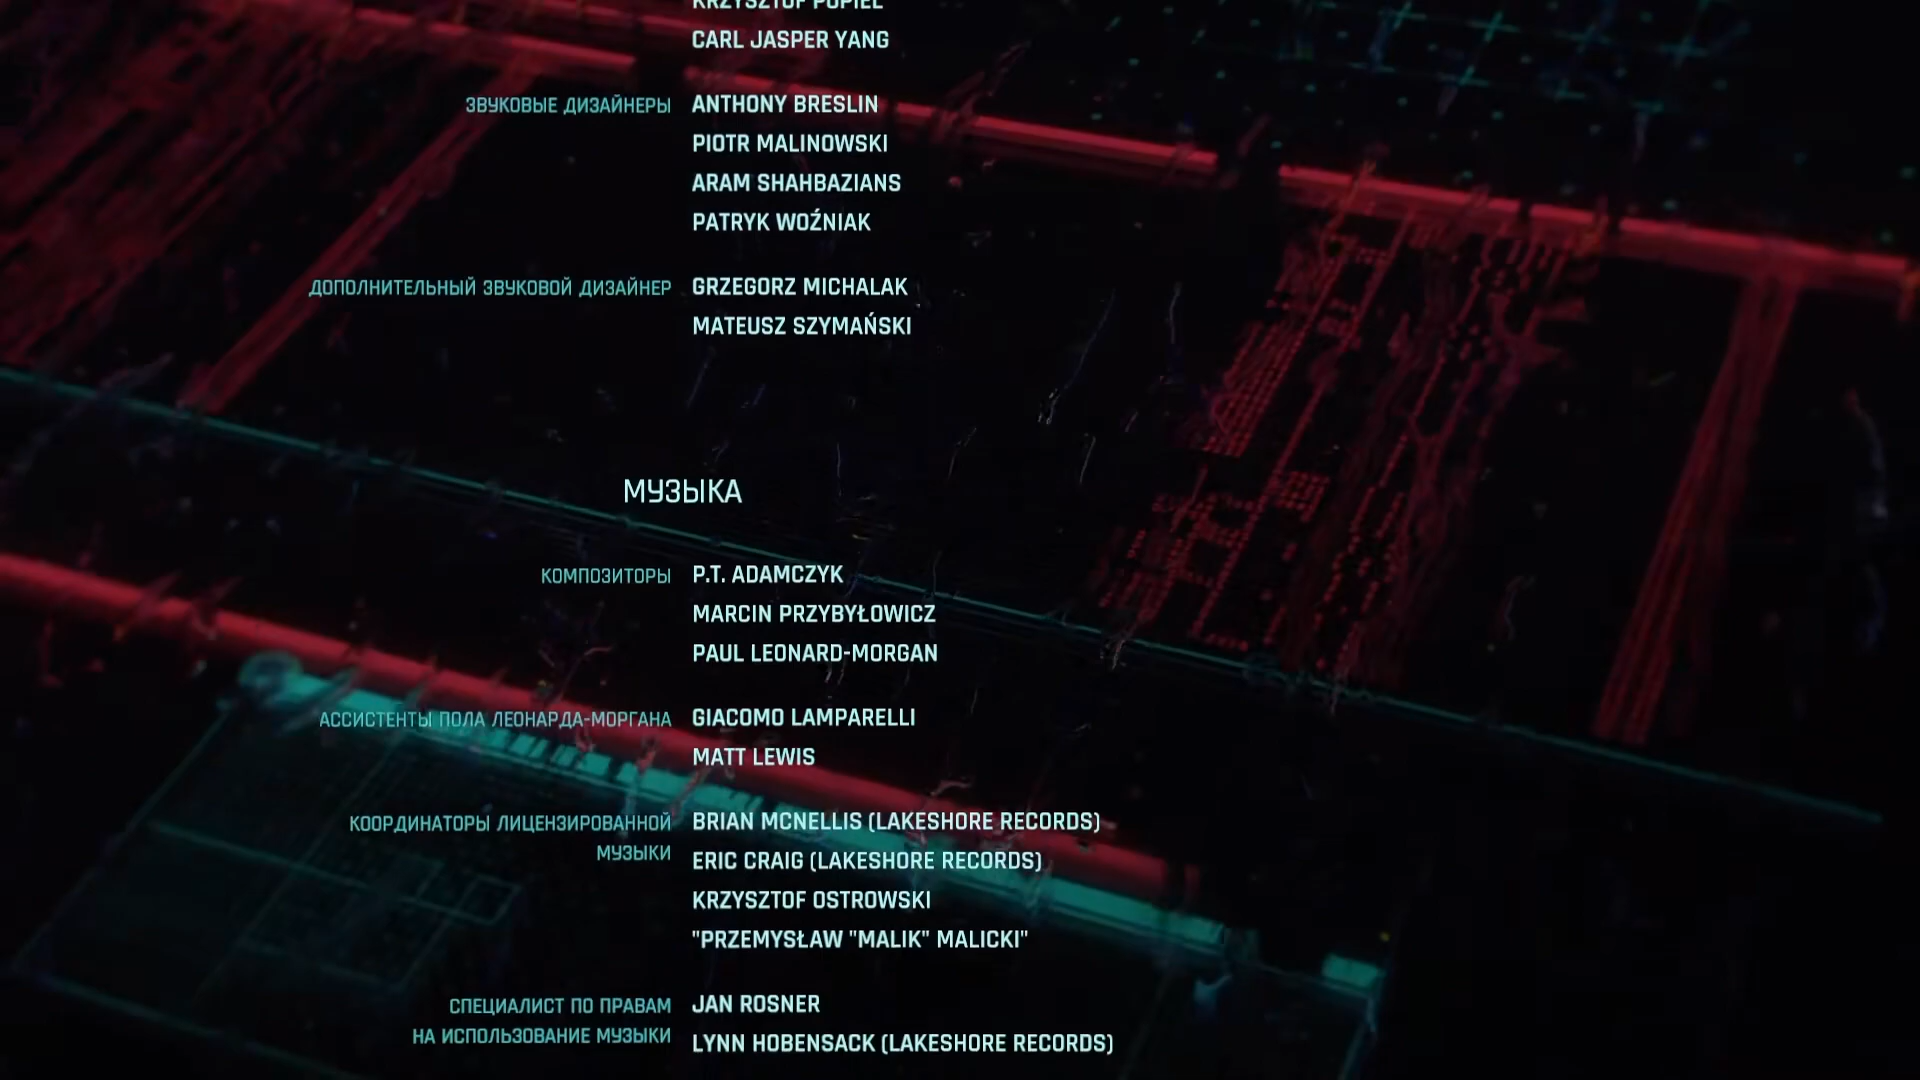 KRZYSZTOF POPIEL
CARL JASPER YANG
ЗВУКОВЫЕ ДИЗАЙНЕРЫ ANTHONY BRESLIN
PIOTR MALINOWSKI
ARAM SHAHBAZIANS
PATRYK WOŹNIAK
ДОПОЛНИТЕЛЬНЫЙ ЗВУКОВОЙ ДИЗАЙНЕР GRZEGORZ MICHALAK
MATEUSZ SZYMAŃSKI
МУЗЫКА
КОМПОЗИТОРЫ P.T. ADAMCZYK
MARCIN PRZYBYŁOWICZ
PAUL LEONARD-MORGAN
АССИСТЕНТЫ ПОЛА ЛЕОНАРДА-МОРГАНА GIACOMO LAMPARELLI
MATT LEWIS
КООРДИНАТОРЫ ЛИЦЕНЗИРОВАННОЙ
МУЗЫКИ
BRIAN MCNELLIS (LAKESHORE RECORDS)
ERIC CRAIG (LAKESHORE RECORDS)
KRZYSZTOF OSTROWSKI
"PRZEMYSŁAW "MALIK" MALICKI"
СПЕЦИАЛИСТ ПО ПРАВАМ
НА ИСПОЛЬЗОВАНИЕ МУЗЫКИ
JAN ROSNER
LYNN HOBENSACK (LAKESHORE RECORDS)